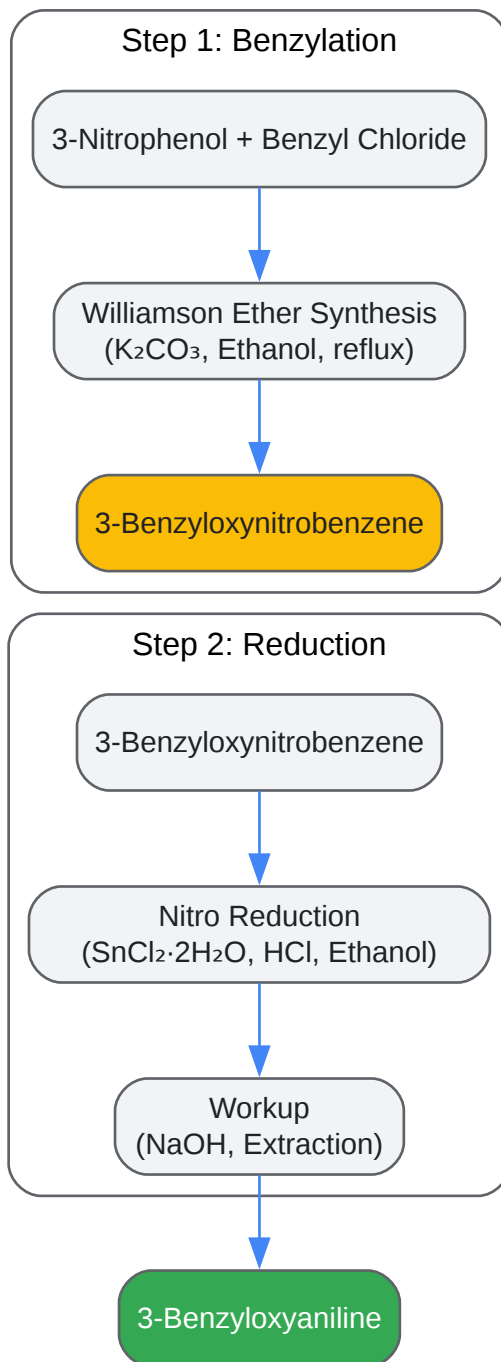 Step 1: Benzylation
3-Nitrophenol + Benzyl Chloride
Williamson Ether Synthesis
(K₂CO₃, Ethanol, reflux)
3-Benzyloxynitrobenzene
Step 2: Reduction
3-Benzyloxynitrobenzene
Nitro Reduction
(SnCl₂·2H₂O, HCl, Ethanol)
Workup
(NaOH, Extraction)
3-Benzyloxyaniline